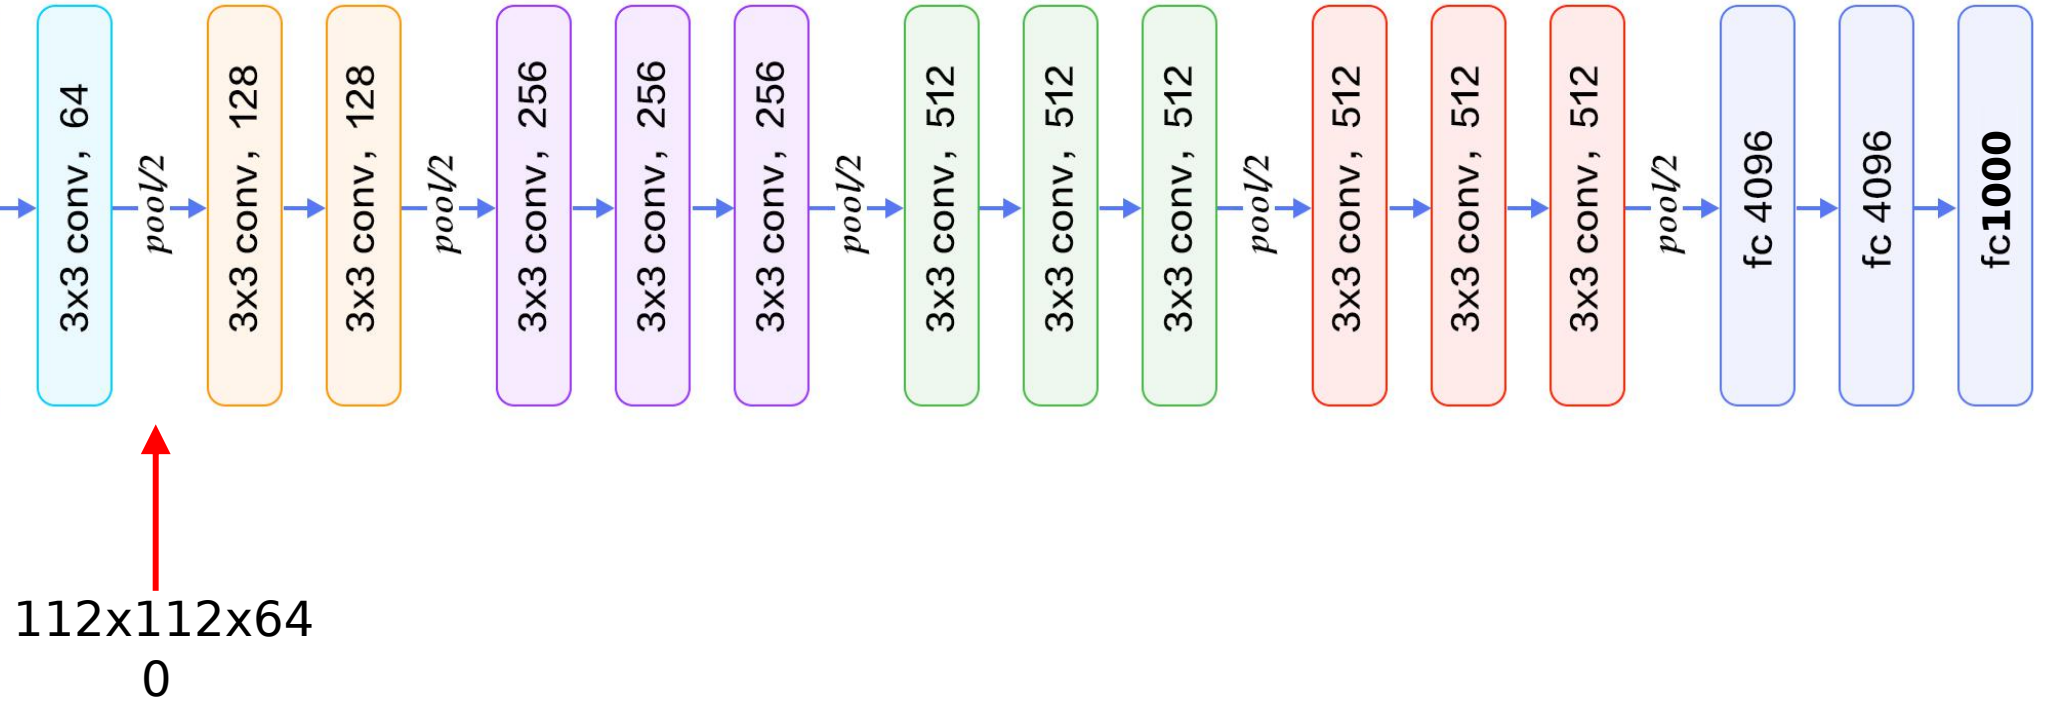 3x3 conv, 64
pool/2
3x3 conv, 128
3x3 conv, 128
pool/2
3x3 conv, 256
3x3 conv, 256
3x3 conv, 256
pool/2
3x3 conv, 512
3x3 conv, 512
3x3 conv, 512
pool/2
3x3 conv, 512
3x3 conv, 512
3x3 conv, 512
pool/2
fc 4096
fc 4096
fc1000
112x112x64
0